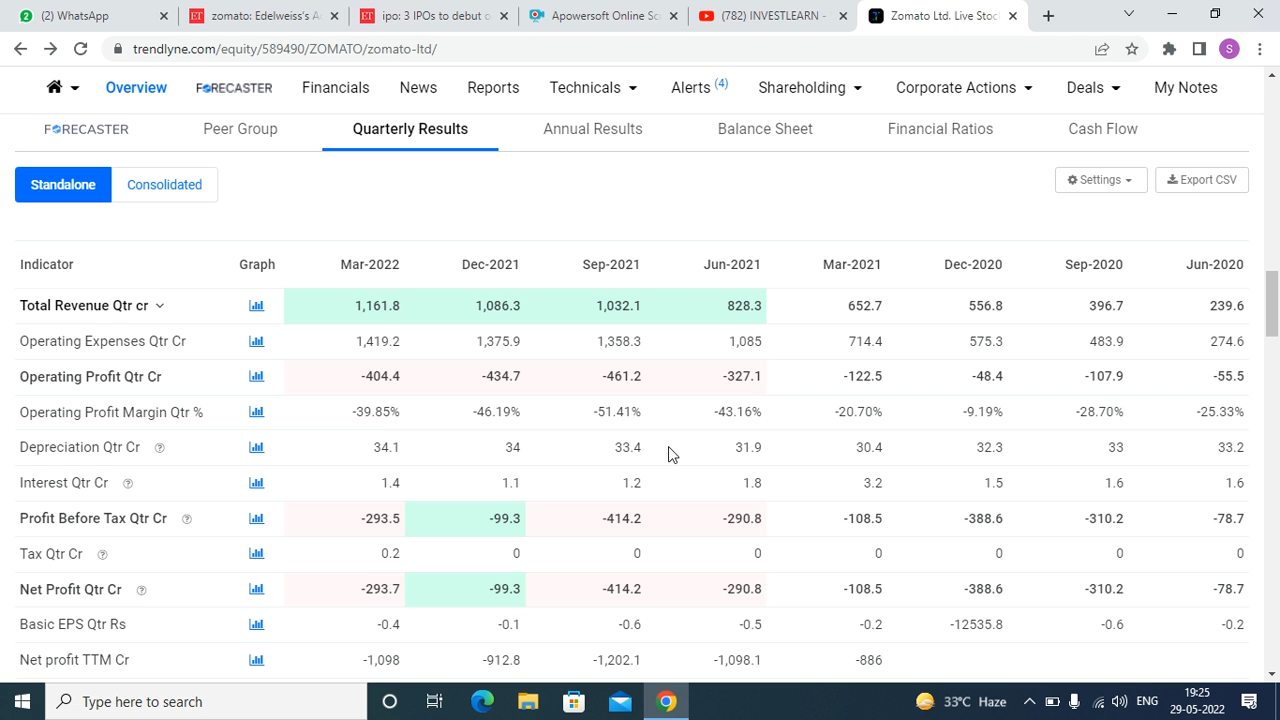 (2) WhatsApp
zomato: Edelweiss's A
ipo: 3 IPOs to debut o
Apowersoft Online Sc
(782) INVESTLEARN -
Zomato Ltd. Live Stoc
trendlyne.com/equity/589490/ZOMATO/zomato-ltd/
S
Overview FORECASTER Financials News Reports Technicals Alerts (4) Shareholding Corporate Actions Deals My Notes
FORECASTER Peer Group Quarterly Results Annual Results Balance Sheet Financial Ratios Cash Flow
Standalone Consolidated Settings Export CSV
Indicator Graph Mar-2022 Dec-2021 Sep-2021 Jun-2021 Mar-2021 Dec-2020 Sep-2020 Jun-2020
Total Revenue Qtr cr 1,161.8 1,086.3 1,032.1 828.3 652.7 556.8 396.7 239.6
Operating Expenses Qtr Cr 1,419.2 1,375.9 1,358.3 1,085 714.4 575.3 483.9 274.6
Operating Profit Qtr Cr -404.4 -434.7 -461.2 -327.1 -122.5 -48.4 -107.9 -55.5
Operating Profit Margin Qtr % -39.85% -46.19% -51.41% -43.16% -20.70% -9.19% -28.70% -25.33%
Depreciation Qtr Cr 34.1 34 33.4 31.9 30.4 32.3 33 33.2
Interest Qtr Cr 1.4 1.1 1.2 1.8 3.2 1.5 1.6 1.6
Profit Before Tax Qtr Cr -293.5 -99.3 -414.2 -290.8 -108.5 -388.6 -310.2 -78.7
Tax Qtr Cr 0.2 0 0 0 0 0 0 0
Net Profit Qtr Cr -293.7 -99.3 -414.2 -290.8 -108.5 -388.6 -310.2 -78.7
Basic EPS Qtr Rs -0.4 -0.1 -0.6 -0.5 -0.2 -12535.8 -0.6 -0.2
Net profit TTM Cr -1,098 -912.8 -1,202.1 -1,098.1 -886
Type here to search
33°C Haze
ENG
19:25
29-05-2022